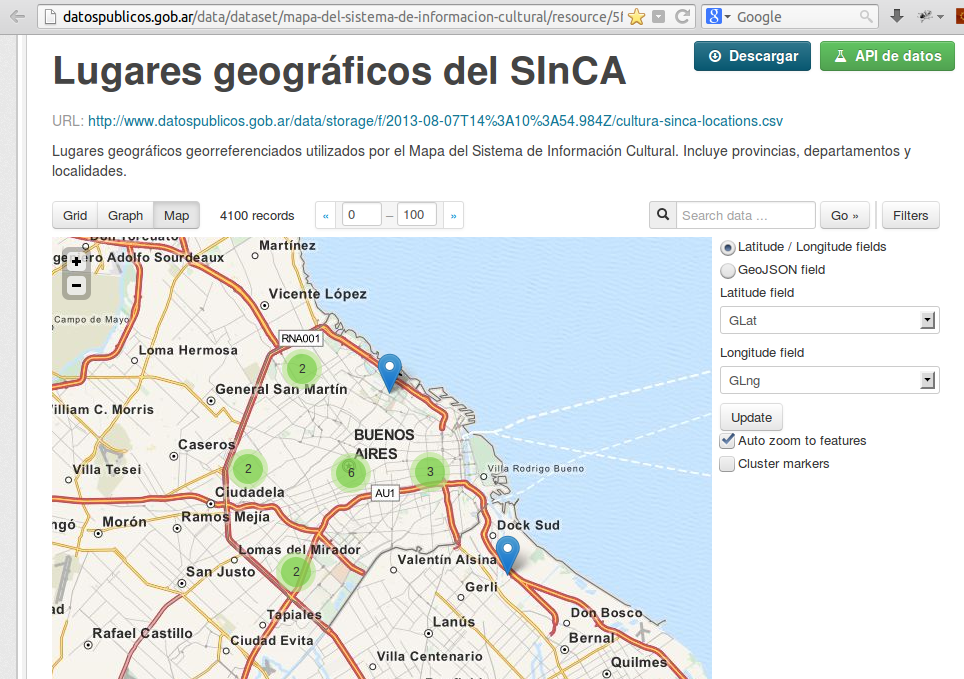 datospublicos.gob.ar/data/dataset/mapa-del-sistema-de-informacion-cultural/resource/5f
8 Google
Lugares geográficos del SInCA
Descargar
API de datos
URL: http://www.datospublicos.gob.ar/data/storage/f/2013-08-07T14%3A10%3A54.984Z/cultura-sinca-locations.csv
Lugares geográficos georreferenciados utilizados por el Mapa del Sistema de Información Cultural. Incluye provincias, departamentos y
localidades.
Grid Graph Map 4100 records « 0 – 100 »
Search data ... Go » Filters
Latitude / Longitude fields
GeoJSON field
Latitude field
GLat
Longitude field
GLng
Update
Auto zoom to features
Cluster markers
Martínez
Adolfo Sourdeaux
+
–
Vicente López
Campo de Mayo
RNA001
Loma Hermosa
2
General San Martín
William C. Morris
BUENOS
AIRES
Caseros
Villa Tesei
2
6
3
Villa Rodrigo Bueno
Ciudadela
AU1
Ramos Mejía
Morón
Dock Sud
Lomas del Mirador
Valentín Alsina
San Justo
2
Gerli
Don Bosco
Tapiales
Lanús
Rafael Castillo
Ciudad Evita
Bernal
Villa Centenario
Quilmes